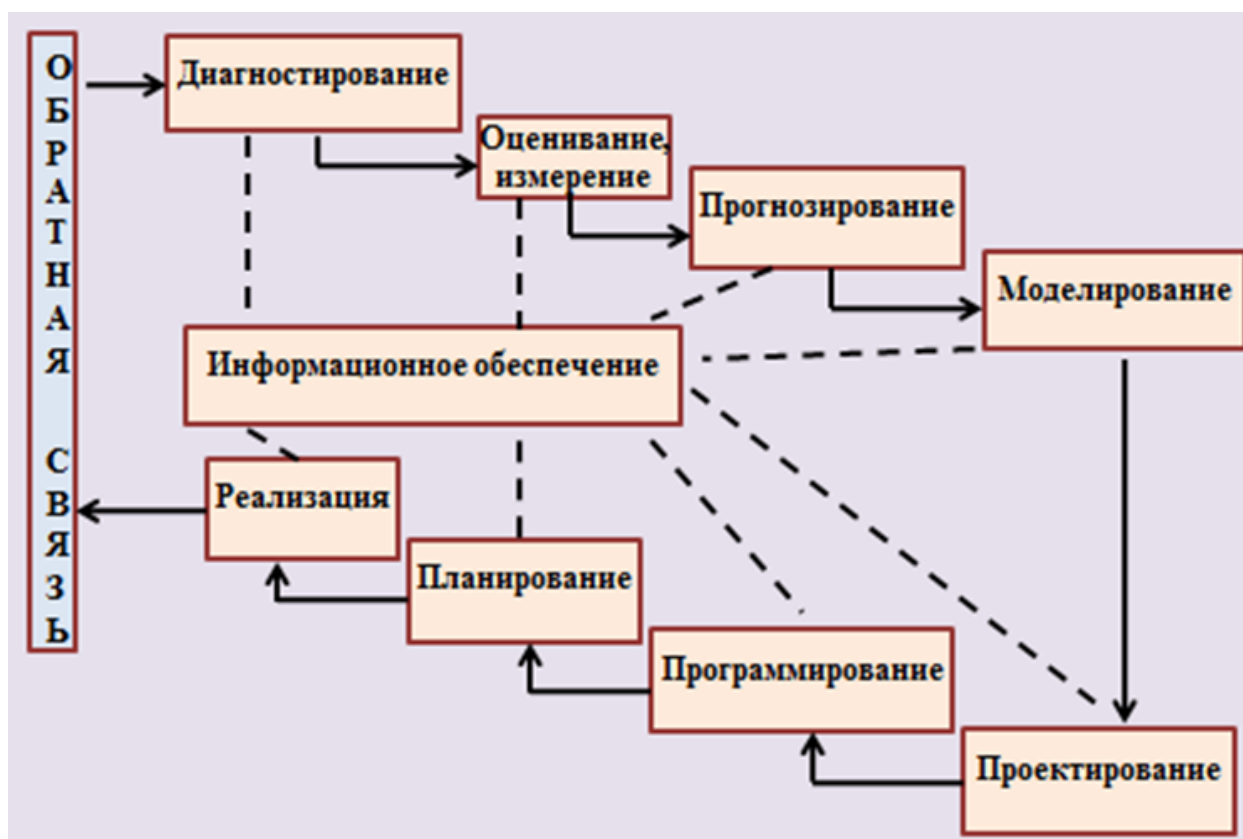 ОБРАТНАЯ СВЯЗЬ
Диагностирование
Оценивание,
измерение
Прогнозирование
Моделирование
Информационное обеспечение
Реализация
Планирование
Программирование
Проектирование